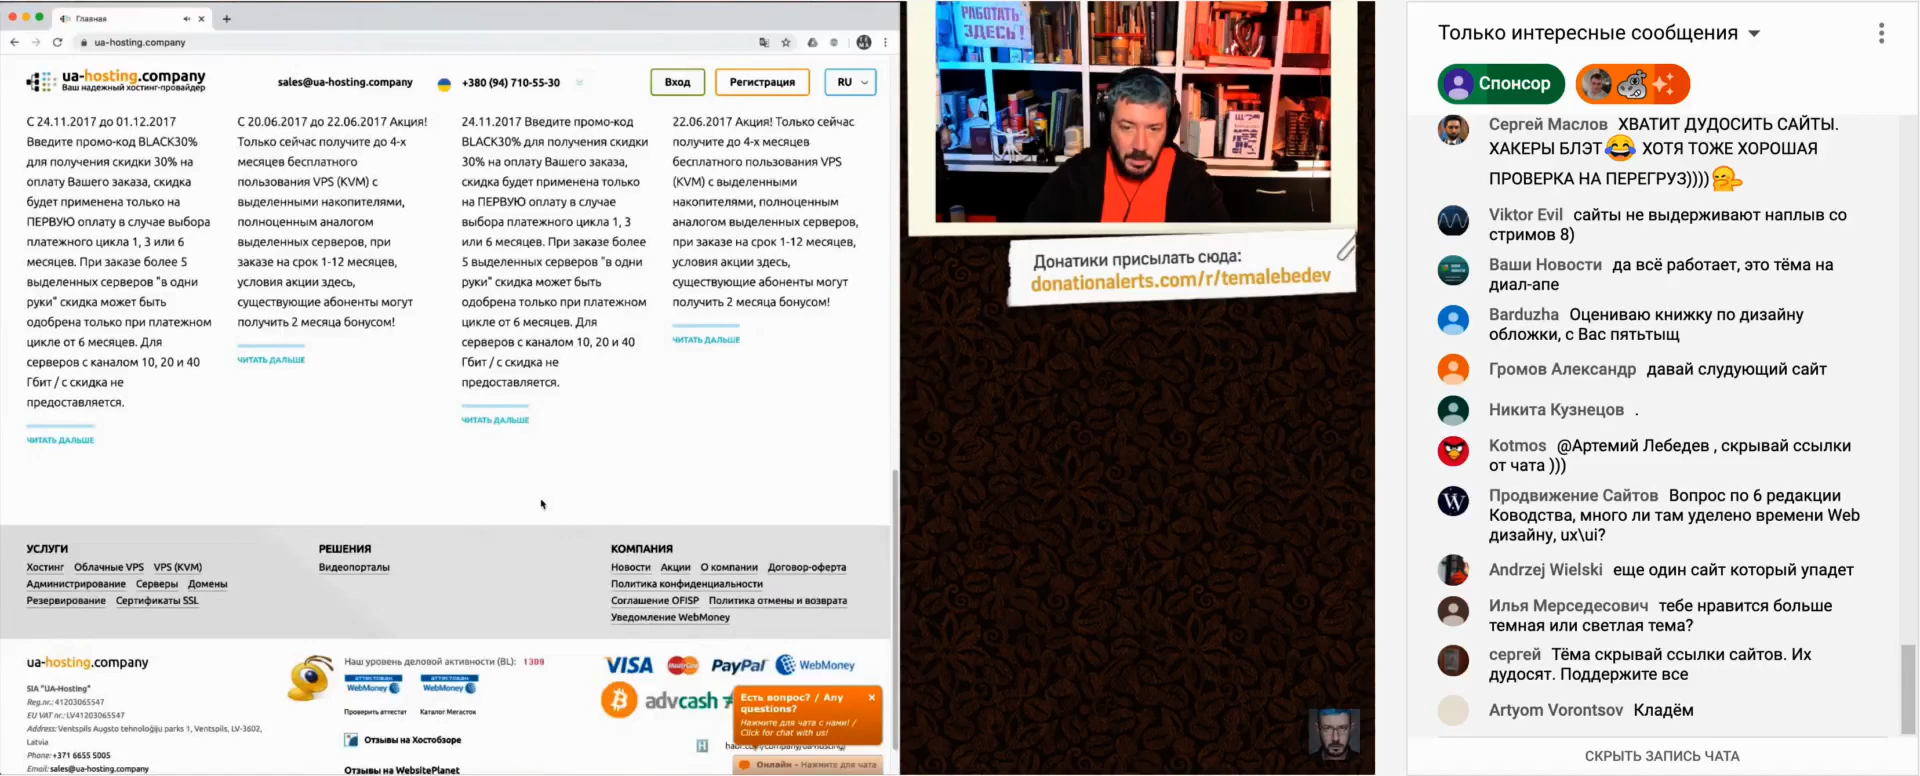 Главная
ua-hosting.company
ua-hosting.company
Ваш надежный хостинг-провайдер
sales@ua-hosting.company
+380 (94) 710-55-30
Вход
Регистрация
RU
С 24.11.2017 до 01.12.2017
Введите промо-код BLACK30%
для получения скидки 30% на
оплату Вашего заказа, скидка
будет применена только на
ПЕРВУЮ оплату в случае выбора
платежного цикла 1, 3 или 6
месяцев. При заказе более 5
выделенных серверов "в одни
руки" скидка может быть
одобрена только при платежном
цикле от 6 месяцев. Для
серверов с каналом 10, 20 и 40
Гбит / с скидка не
предоставляется.
ЧИТАТЬ ДАЛЬШЕ
С 20.06.2017 до 22.06.2017 Акция!
Только сейчас получите до 4-х
месяцев бесплатного
пользования VPS (KVM) с
выделенными накопителями,
полноценным аналогом
выделенных серверов, при
заказе на срок 1-12 месяцев,
условия акции здесь,
существующие абоненты могут
получить 2 месяца бонусом!
ЧИТАТЬ ДАЛЬШЕ
24.11.2017 Введите промо-код
BLACK30% для получения скидки
30% на оплату Вашего заказа,
скидка будет применена только
на ПЕРВУЮ оплату в случае
выбора платежного цикла 1, 3
или 6 месяцев. При заказе более
5 выделенных серверов "в одни
руки" скидка может быть
одобрена только при платежном
цикле от 6 месяцев. Для
серверов с каналом 10, 20 и 40
Гбит / с скидка не
предоставляется.
ЧИТАТЬ ДАЛЬШЕ
22.06.2017 Акция! Только сейчас
получите до 4-х месяцев
бесплатного пользования VPS
(KVM) с выделенными
накопителями, полноценным
аналогом выделенных серверов,
при заказе на срок 1-12 месяцев,
условия акции здесь,
существующие абоненты могут
получить 2 месяца бонусом!
ЧИТАТЬ ДАЛЬШЕ
УСЛУГИ
Хостинг Облачные VPS VPS (KVM)
Администрирование Серверы Домены
Резервирование Сертификаты SSL
РЕШЕНИЯ
Видеопорталы
КОМПАНИЯ
Новости Акции О компании Договор-оферта
Политика конфиденциальности
Соглашение OFISP Политика отмены и возврата
Уведомление WebMoney
ua-hosting.company
SIA "UA-Hosting"
Reg.nr.: 41203065547
EU VAT nr.: LV41203065547
Address: Ventspils Augsto tehnoloģiju parks 1, Ventspils, LV-3602,
Latvia
Phone: +371 6655 5005
Email: sales@ua-hosting.company
Наш уровень деловой активности (BL): 1389
аттестован
WebMoney
аттестован
WebMoney
Проверить аттестат
Каталог Мегасток
Отзывы на Хостобзоре
Отзывы на WebsitePlanet
VISA
MasterCard
PayPal
WebMoney
advcash
Есть вопрос? / Any
questions?
Нажмите для чата с нами! /
Click for chat with us!
Онлайн - Нажмите для чата
РАБОТАТЬ
ЗДЕСЬ!
Донатики присылать сюда:
donationalerts.com/r/temalebedev
Только интересные сообщения
Спонсор
Сергей Маслов ХВАТИТ ДУДОСИТЬ САЙТЫ.
ХАКЕРЫ БЛЭТ😂 ХОТЯ ТОЖЕ ХОРОШАЯ
ПРОВЕРКА НА ПЕРЕГРУЗ))))
Viktor Evil сайты не выдерживают наплыв со
стримов 8)
Ваши Новости да всё работает, это тёма на
диал-апе
Barduzha Оцениваю книжку по дизайну
обложки, с Вас пятьтыщ
Громов Александр давай слудующий сайт
Никита Кузнецов .
Kotmos @Артемий Лебедев , скрывай ссылки
от чата )))
Продвижение Сайтов Вопрос по 6 редакции
Ководства, много ли там уделено времени Web
дизайну, ux\ui?
Andrzej Wielski еще один сайт который упадет
Илья Мерседесович тебе нравится больше
темная или светлая тема?
сергей Тёма скрывай ссылки сайтов. Их
дудосят. Поддержите все
Artyom Vorontsov Кладём
СКРЫТЬ ЗАПИСЬ ЧАТА